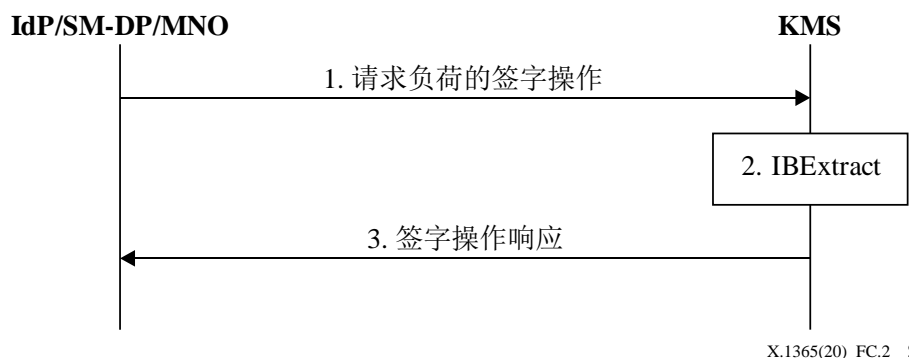 IdP/SM-DP/MNO KMS
1. 请求负荷的签字操作
2. IBExtract
3. 签字操作响应
X.1365(20)_FC.2